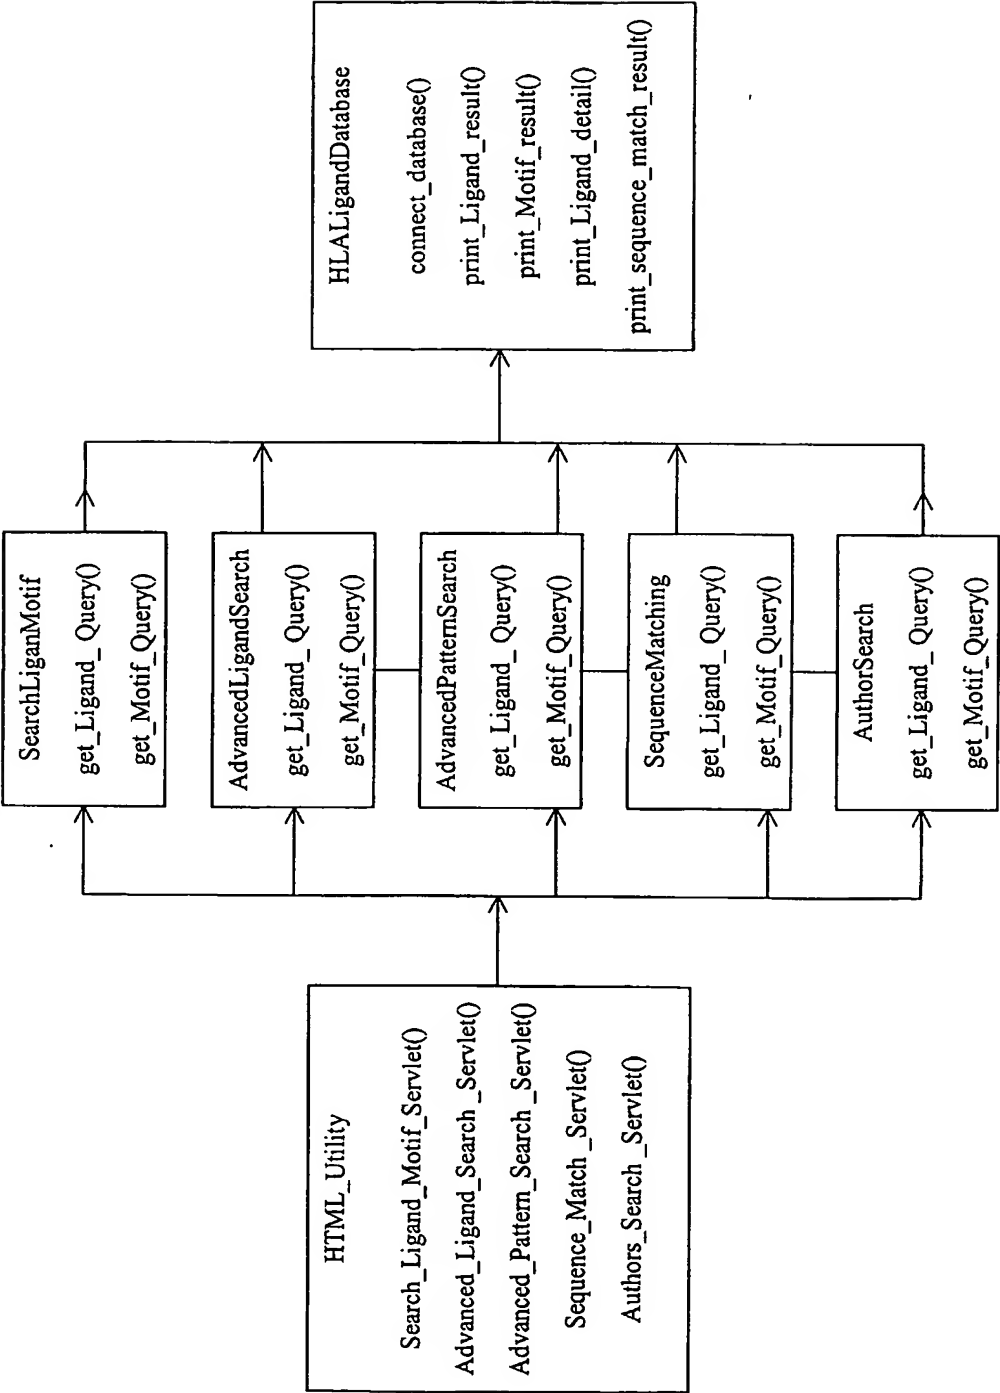 HTML_Utility
Search_Ligand_Motif_Servlet()
Advanced_Ligand_Search _Servlet()
Advanced_Pattern_Search _Servlet()
Sequence_Match _Servlet()
Authors_Search _Servlet()
SearchLiganMotif
get_Ligand_ Query()
get_Motif_Query()
AdvancedLigandSearch
get_Ligand_ Query()
get_Motif_Query()
AdvancedPatternSearch
get_Ligand_ Query()
get_Motif_Query()
SequenceMatching
get_Ligand_ Query()
get_Motif_Query()
AuthorSearch
get_Ligand_ Query()
get_Motif_Query()
HLALigandDatabase
connect_database()
print_Ligand_result()
print_Motif_result()
print_Ligand_detail()
print_sequence_match_result()